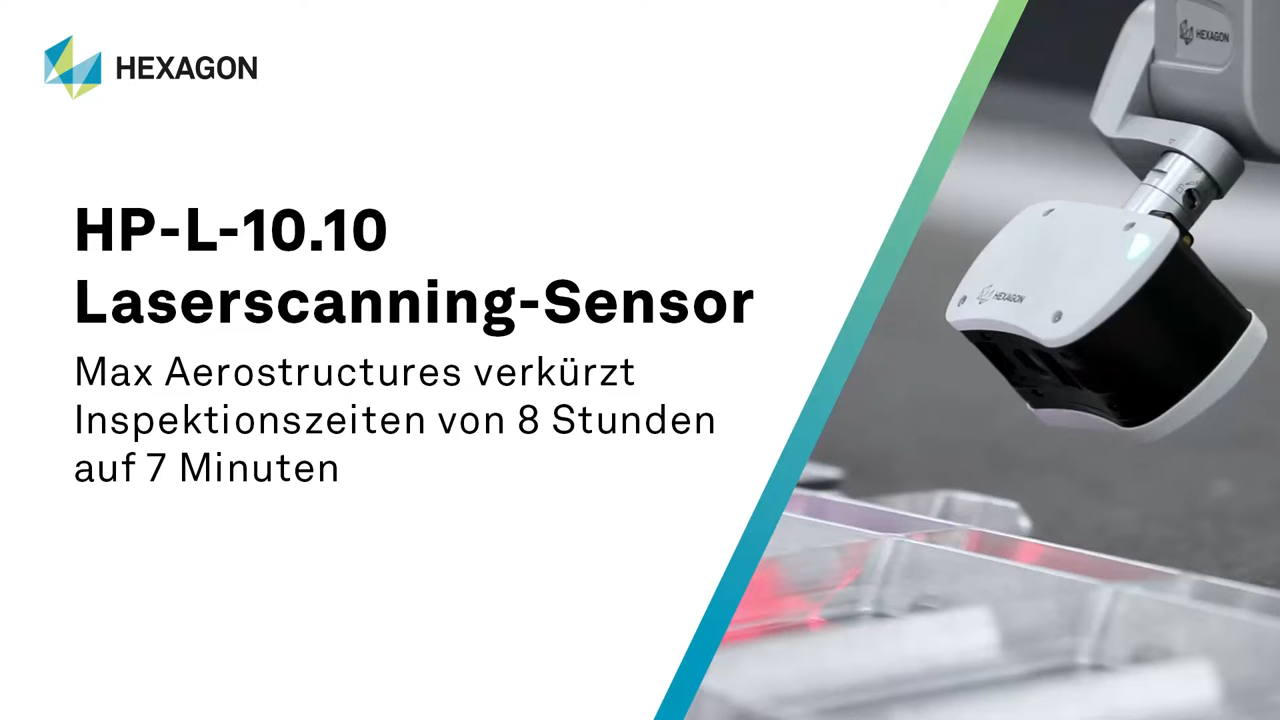 HEXAGON
HP-L-10.10
Laserscanning-Sensor
Max Aerostructures verkürzt
Inspektionszeiten von 8 Stunden
auf 7 Minuten
HEXAGON
HEXAGON